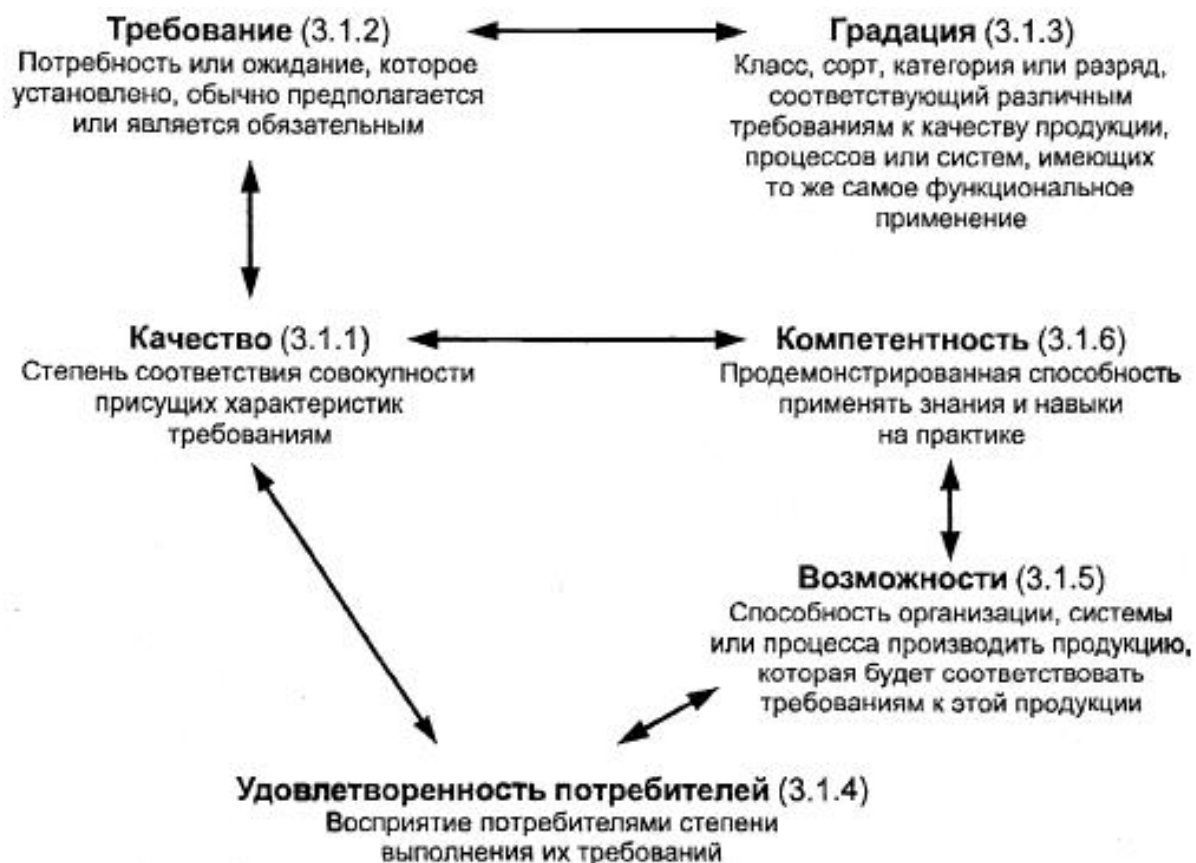 Требование (3.1.2)
Потребность или ожидание, которое
установлено, обычно предполагается
или является обязательным
Градация (3.1.3)
Класс, сорт, категория или разряд,
соответствующий различным
требованиям к качеству продукции,
процессов или систем, имеющих
то же самое функциональное
применение
Качество (3.1.1)
Степень соответствия совокупности
присущих характеристик
требованиям
Компетентность (3.1.6)
Продемонстрированная способность
применять знания и навыки
на практике
Возможности (3.1.5)
Способность организации, системы
или процесса производить продукцию,
которая будет соответствовать
требованиям к этой продукции
Удовлетворенность потребителей (3.1.4)
Восприятие потребителями степени
выполнения их требований